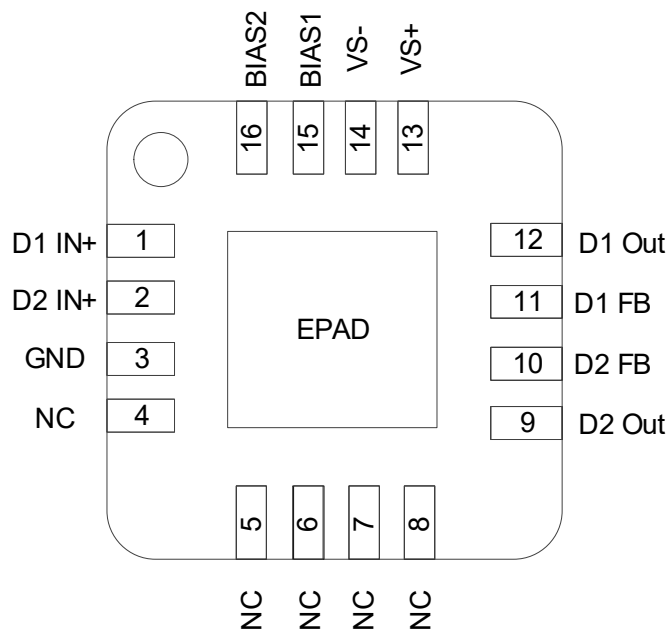 BIAS2
BIAS1
VS-
VS+
16
15
14
13
D1 IN+
1
12
D1 Out
D2 IN+
2
11
D1 FB
EPAD
GND
3
10
D2 FB
NC
4
9
D2 Out
5
6
7
8
NC
NC
NC
NC